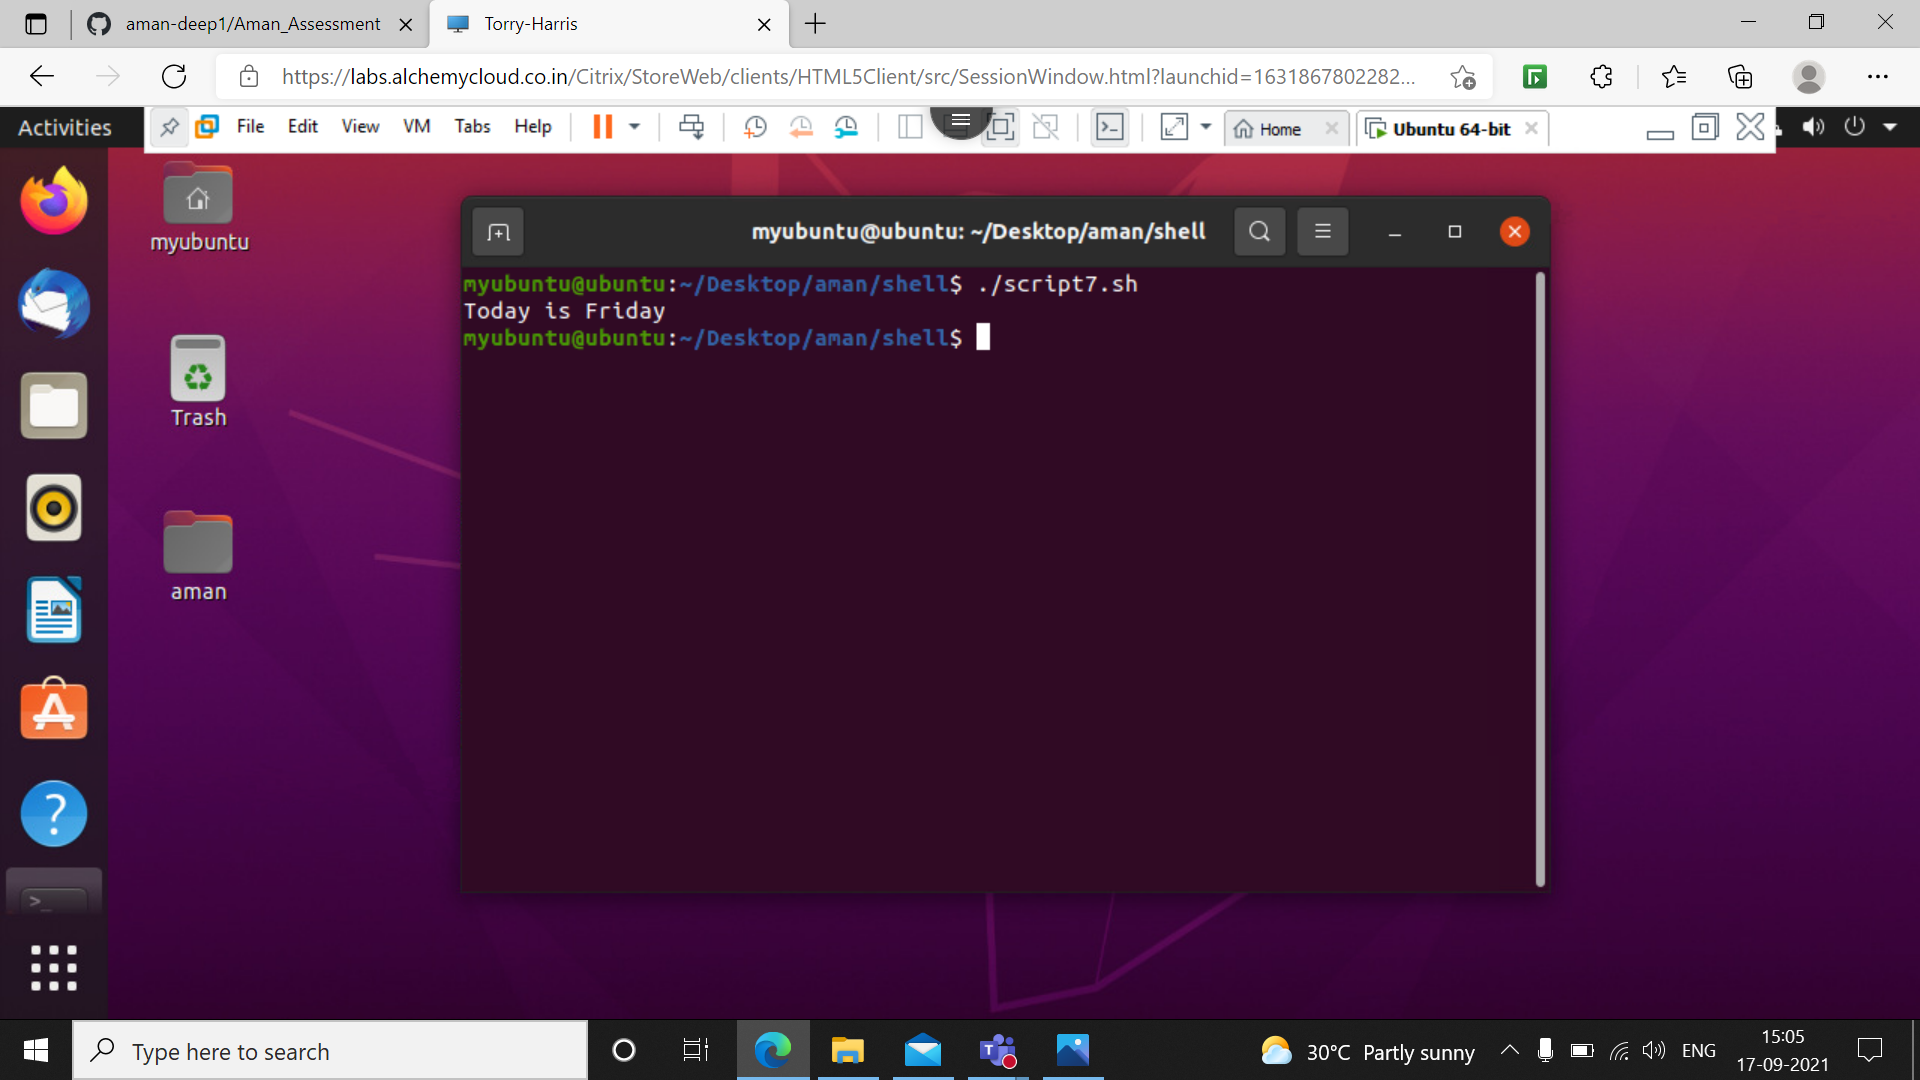 aman-deep1/Aman_Assessment
Torry-Harris
https://labs.alchemycloud.co.in/Citrix/StoreWeb/clients/HTML5Client/src/SessionWindow.html?launchid=1631867802282...
Activities
File Edit View VM Tabs Help
Home
Ubuntu 64-bit
myubuntu
Trash
aman
myubuntu@ubuntu: ~/Desktop/aman/shell
myubuntu@ubuntu:~/Desktop/aman/shell$ ./script7.sh
Today is Friday
myubuntu@ubuntu:~/Desktop/aman/shell$
Type here to search
30°C Partly sunny
ENG
15:05
17-09-2021